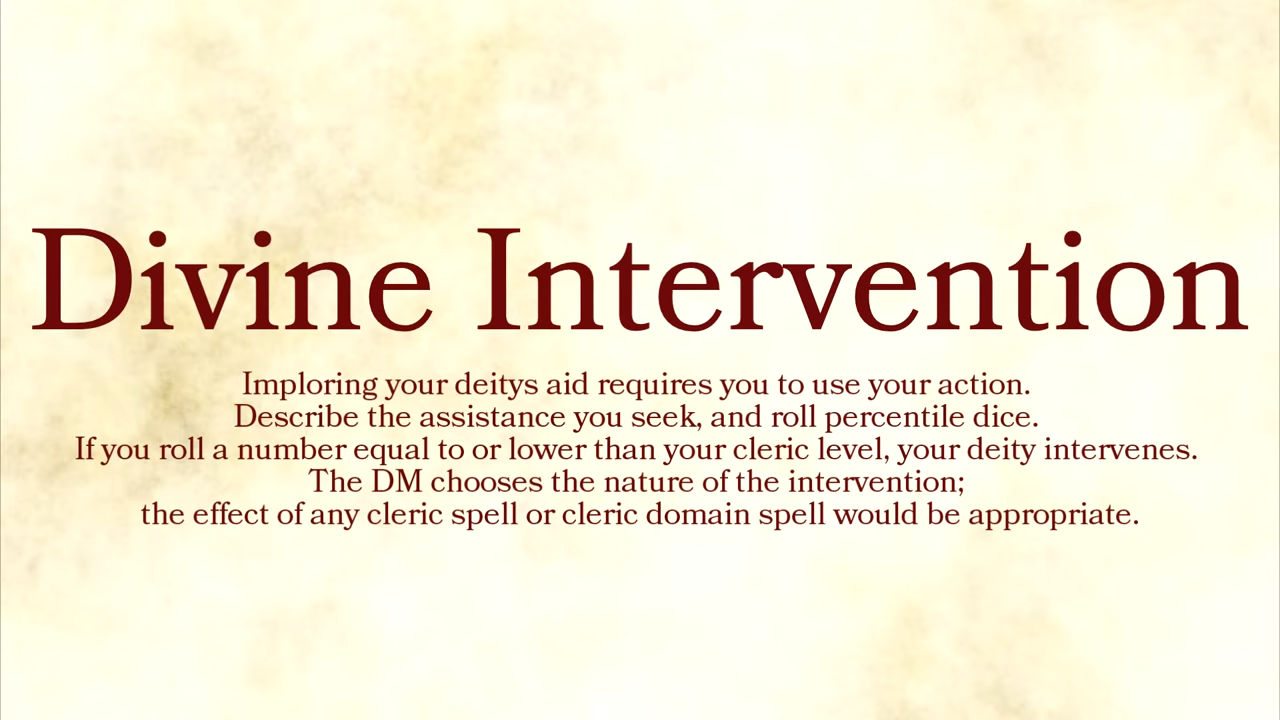 Divine Intervention
Imploring your deitys aid requires you to use your action.
Describe the assistance you seek, and roll percentile dice.
If you roll a number equal to or lower than your cleric level, your deity intervenes.
The DM chooses the nature of the intervention;
the effect of any cleric spell or cleric domain spell would be appropriate.